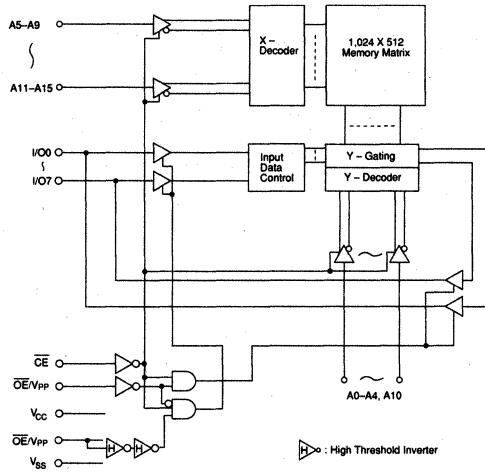 A5–A9
A11–A15
X –
Decoder
1,024 X 512
Memory Matrix
I/O0
I/O7
Input
Data
Control
Y – Gating
Y – Decoder
CE
OE/VPP
VCC
OE/VPP
VSS
H
H
A0–A4, A10
H
: High Threshold Inverter